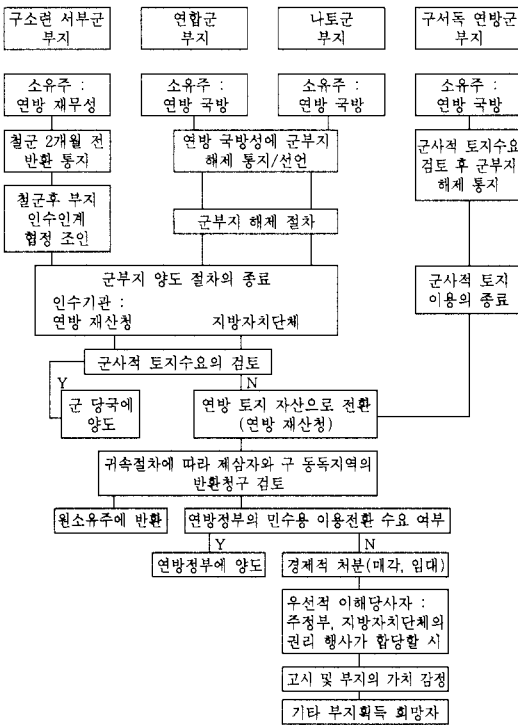 구소련 서부군
부지
연합군
부지
나토군
부지
구서독 연방군
부지
소유주 :
연방 재무성
소유주 :
연방 국방
소유주 :
연방 국방
소유주 :
연방 국방
철군 2개월 전
반환 통지
연방 국방성에 군부지
해제 통지/선언
군사적 토지수요
검토 후 군부지
해제 통지
철군후 부지
인수인계
협정 조인
군부지 해제 절차
군부지 양도 절차의 종료
인수기관 :
연방 재산청 지방자치단체
군사적 토지
이용의 종료
군사적 토지수요의 검토
Y
N
군 당국에
양도
연방 토지 자산으로 전환
(연방 재산청)
귀속절차에 따라 제삼자와 구 동독지역의
반환청구 검토
원소유주에 반환
연방정부의 민수용 이용전환 수요 여부
Y
N
연방정부에 양도
경제적 처분(매각, 임대)
우선적 이해당사자 :
주정부, 지방자치단체의
권리 행사가 합당할 시
고시 및 부지의 가치 감정
기타 부지획득 희망자